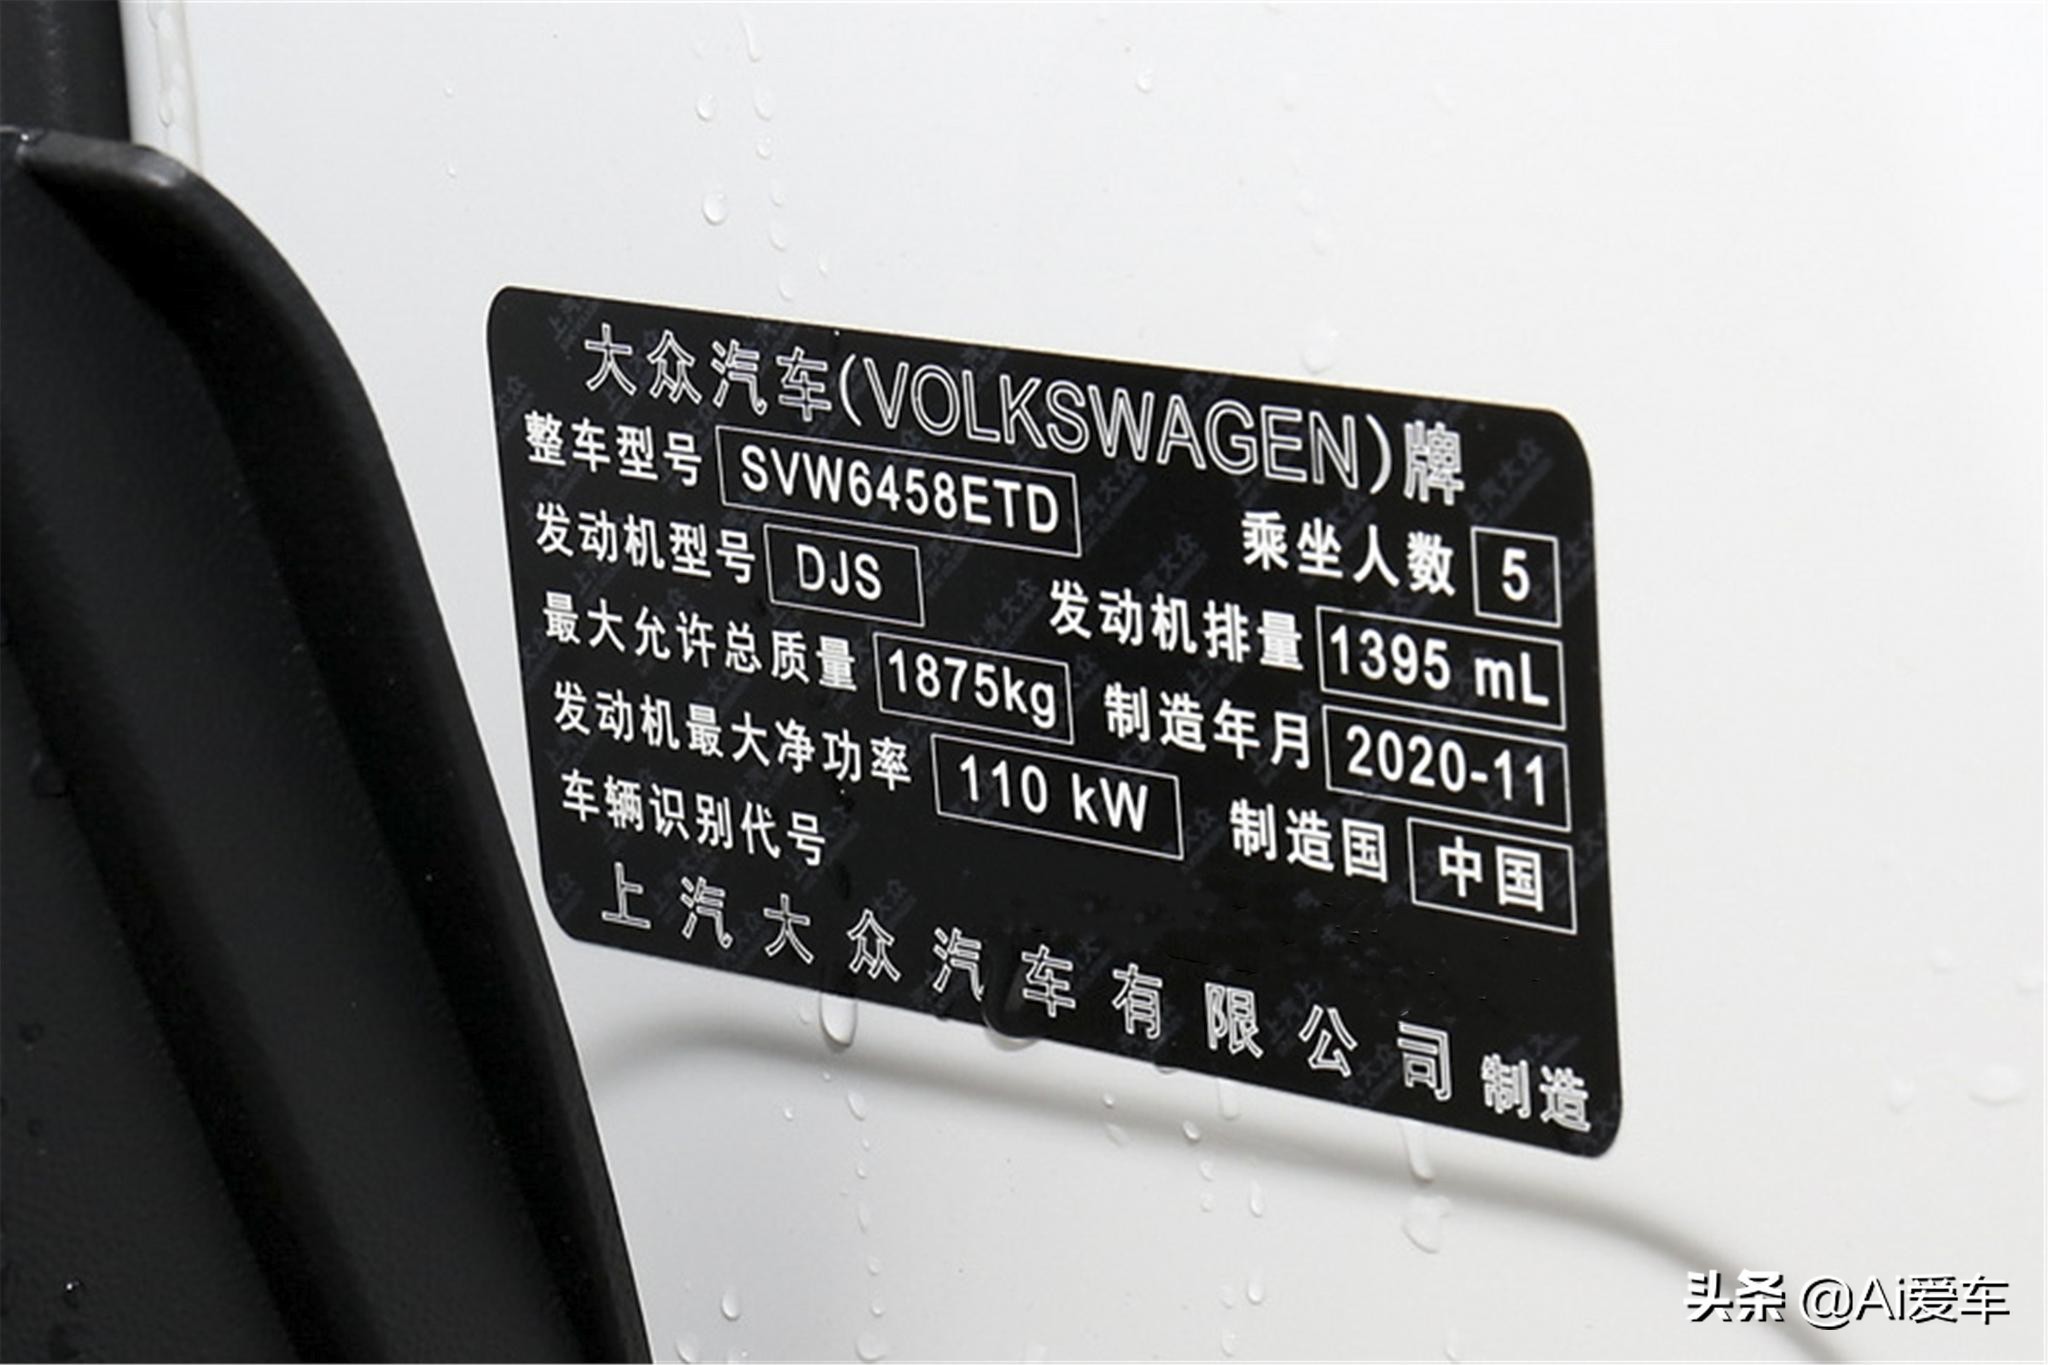 大众汽车(VOLKSWAGEN)牌
整车型号 SVW6458ETD 乘坐人数 5
发动机型号 DJS 发动机排量 1395 mL
最大允许总质量 1875kg 制造年月 2020-11
发动机最大净功率 110 kW 制造国 中国
车辆识别代号
上汽大众汽车有限公司 制造
头条 @Ai爱车